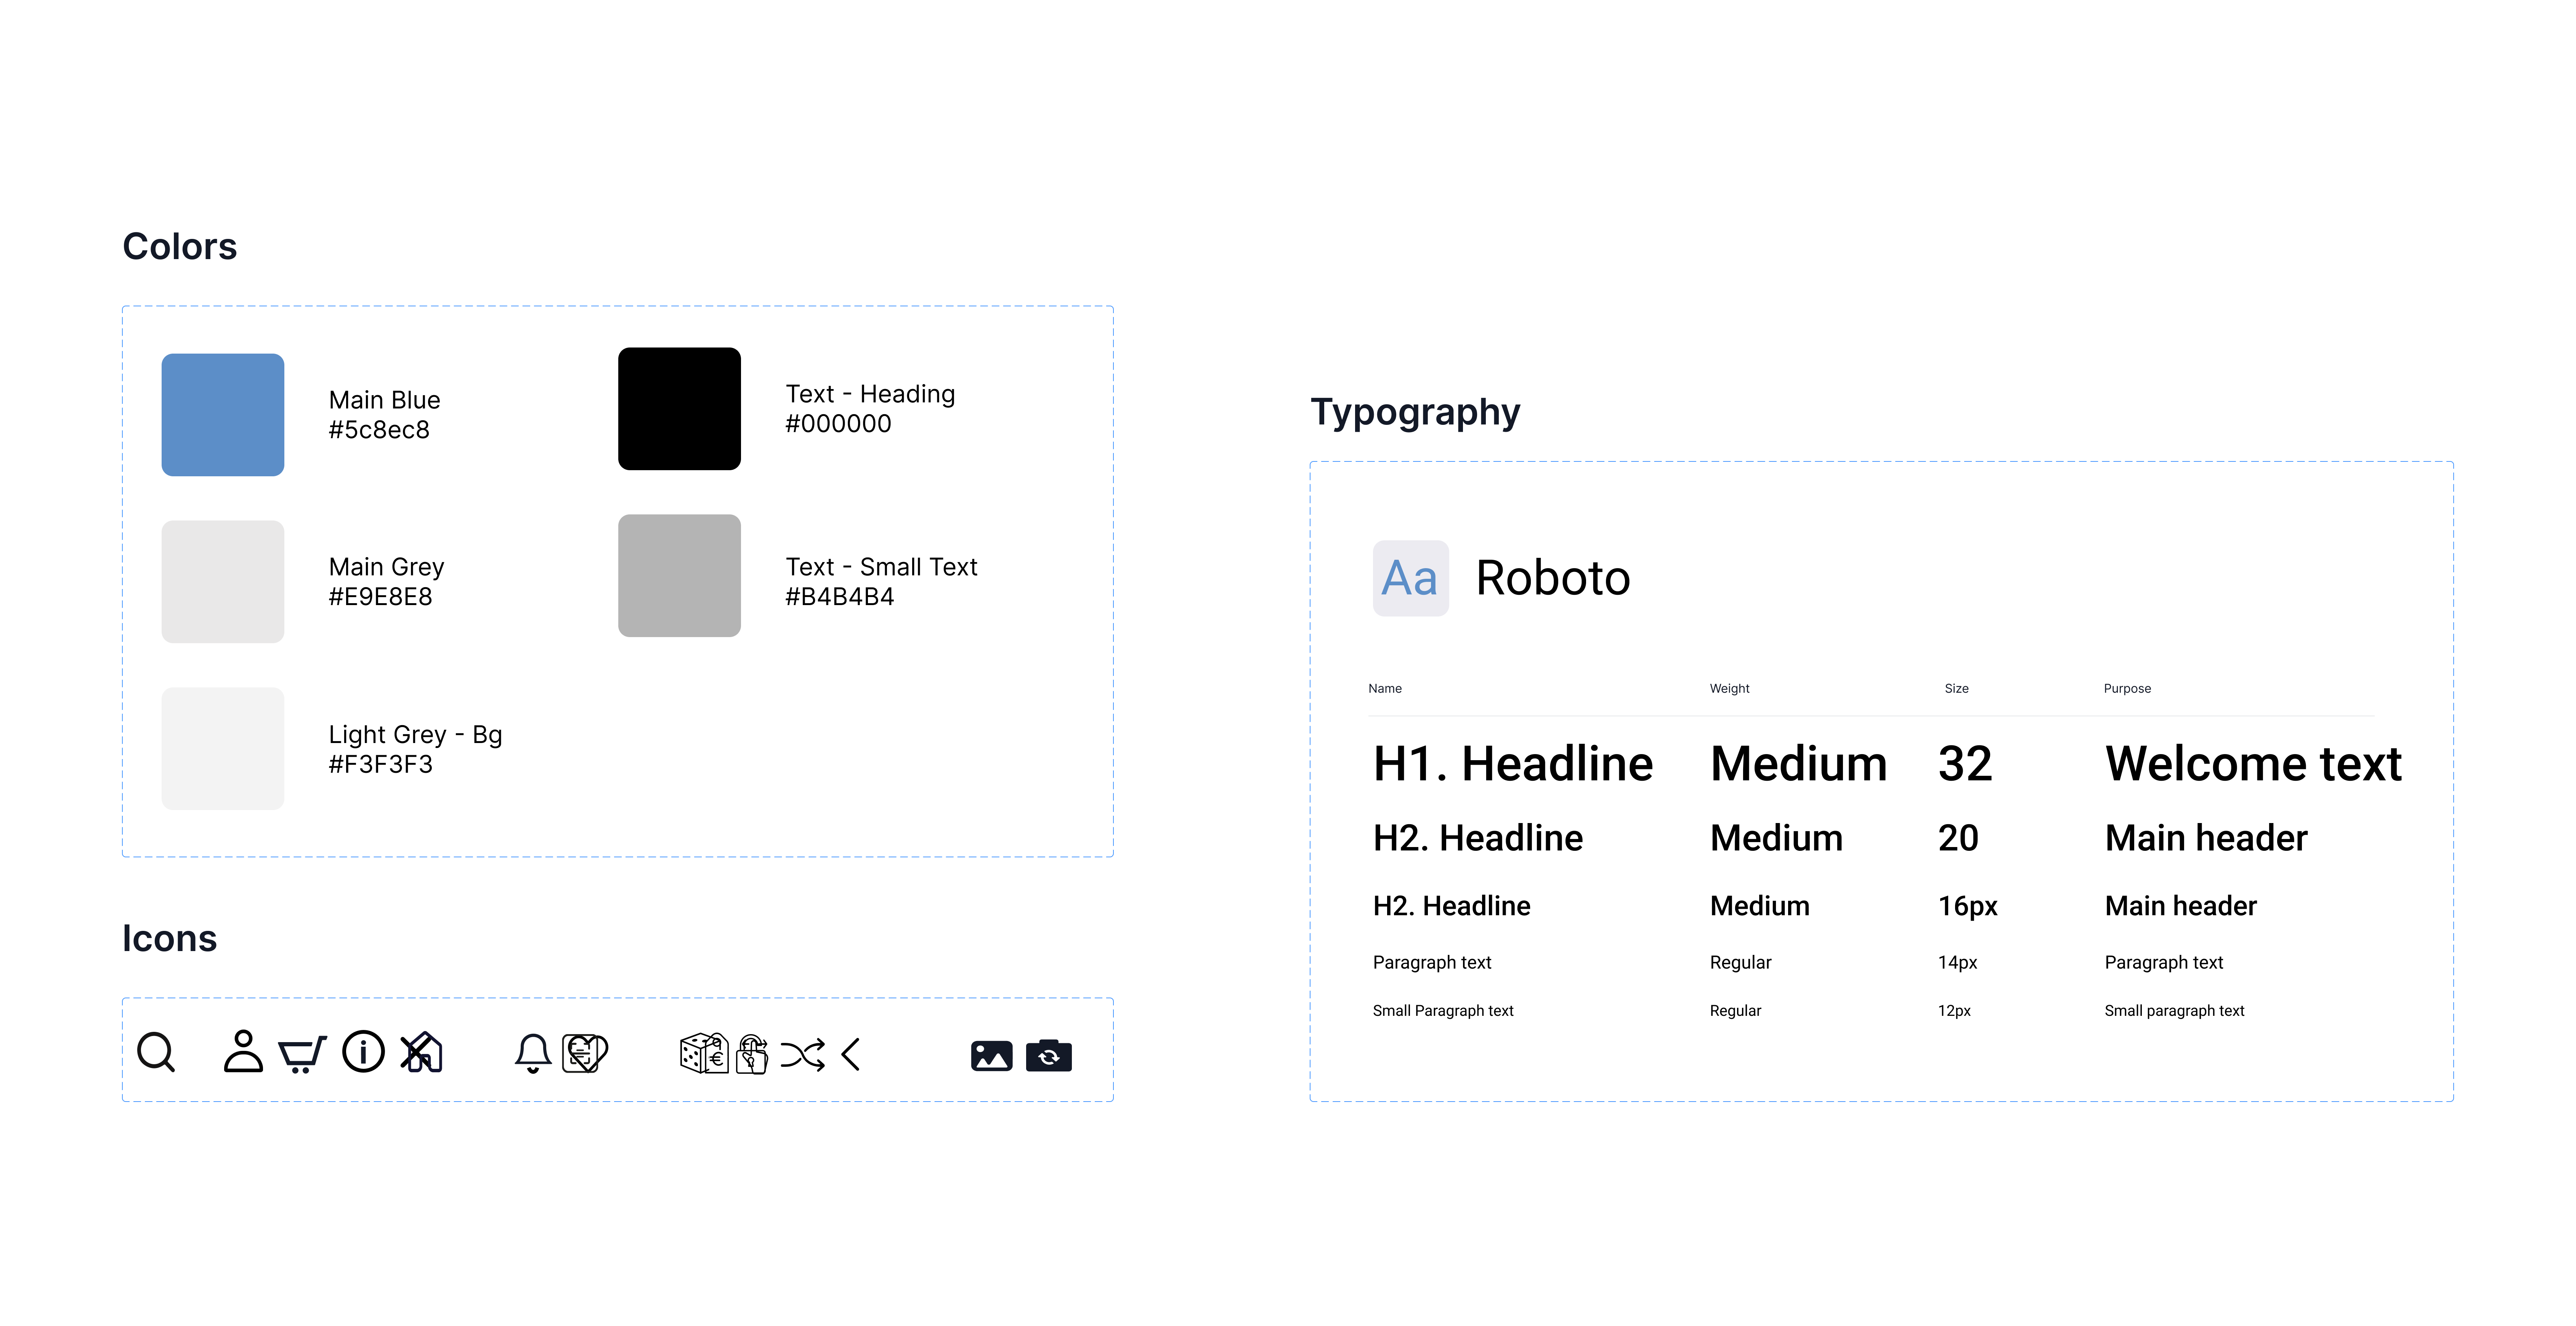 Colors
Main Blue
#5c8ec8
Text - Heading
#000000
Main Grey
#E9E8E8
Text - Small Text
#B4B4B4
Light Grey - Bg
#F3F3F3
Icons
i
€
Typography
Aa Roboto
Name Weight Size Purpose
H1. Headline Medium 32 Welcome text
H2. Headline Medium 20 Main header
H2. Headline Medium 16px Main header
Paragraph text Regular 14px Paragraph text
Small Paragraph text Regular 12px Small paragraph text